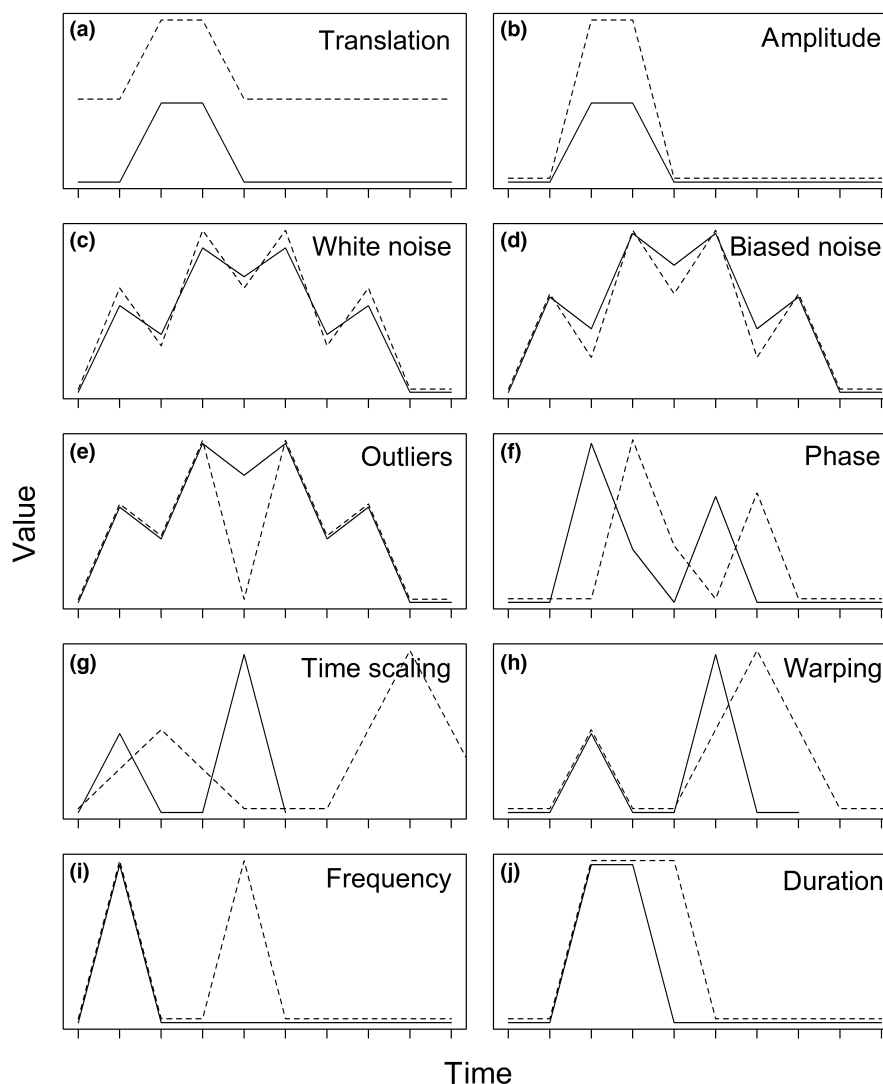 (a) Translation
(b) Amplitude
(c) White noise
(d) Biased noise
(e) Outliers
(f) Phase
(g) Time scaling
(h) Warping
(i) Frequency
(j) Duration
Value
Time